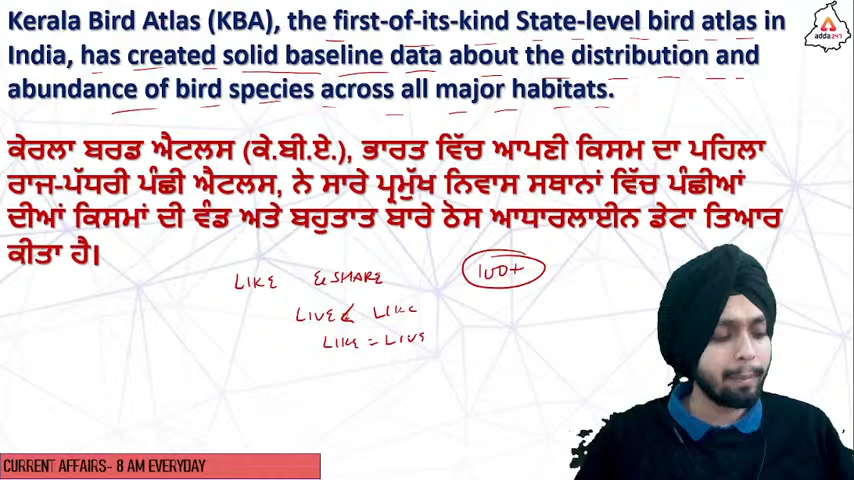 Kerala Bird Atlas (KBA), the first-of-its-kind State-level bird atlas in
India, has created solid baseline data about the distribution and
abundance of bird species across all major habitats.
adda247
ਕੇਰਲਾ ਬਰਡ ਐਟਲਸ (ਕੇ.ਬੀ.ਏ.), ਭਾਰਤ ਵਿੱਚ ਆਪਣੀ ਕਿਸਮ ਦਾ ਪਹਿਲਾ
ਰਾਜ-ਪੱਧਰੀ ਪੰਛੀ ਐਟਲਸ, ਨੇ ਸਾਰੇ ਪ੍ਰਮੁੱਖ ਨਿਵਾਸ ਸਥਾਨਾਂ ਵਿੱਚ ਪੰਛੀਆਂ
ਦੀਆਂ ਕਿਸਮਾਂ ਦੀ ਵੰਡ ਅਤੇ ਬਹੁਤਾਤ ਬਾਰੇ ਠੋਸ ਆਧਾਰਲਾਈਨ ਡੇਟਾ ਤਿਆਰ
ਕੀਤਾ ਹੈ।
LIKE & SHARE 100+
LIVE < LIKE
LIKE = LIVE
CURRENT AFFAIRS- 8 AM EVERYDAY